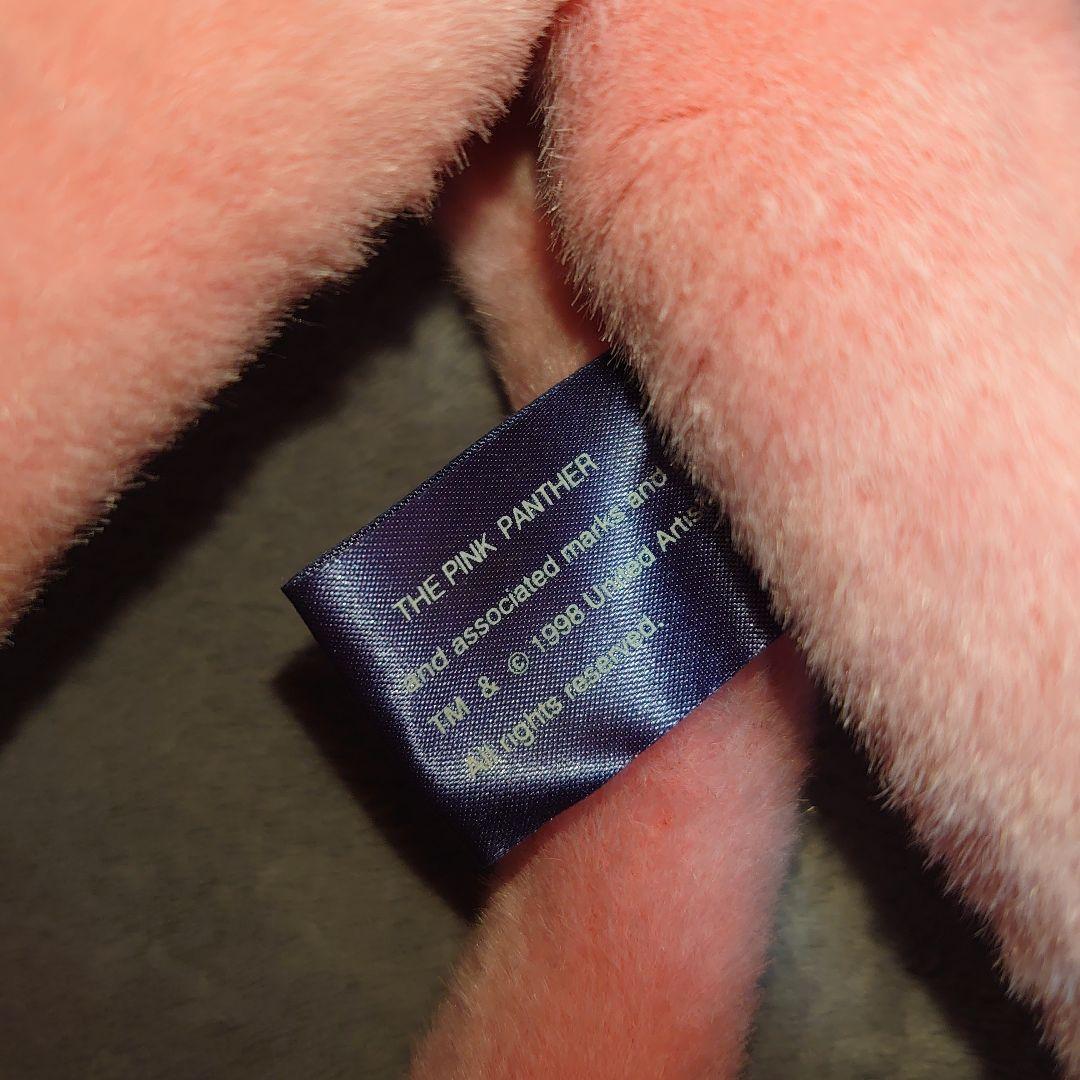 THE PINK PANTHER
and associated marks and
TM & © 1998 United Artis
All rights reserved.